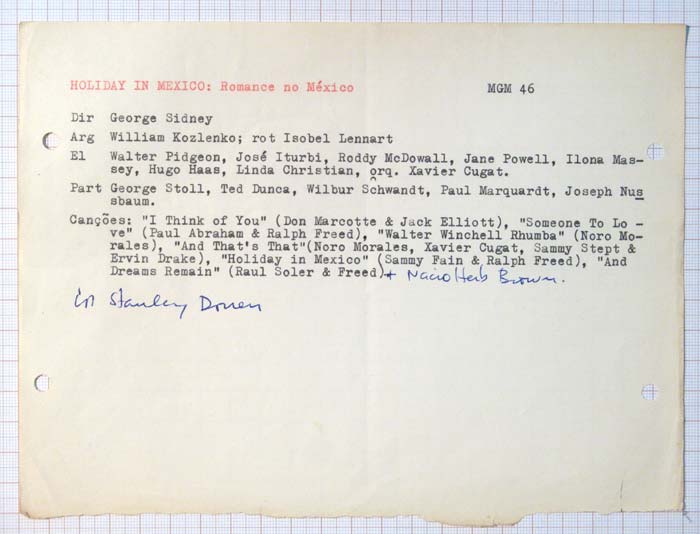 HOLIDAY IN MEXICO: Romance no México MGM 46
Dir George Sidney
Arg William Kozlenko; rot Isobel Lennart
El Walter Pidgeon, José Iturbi, Roddy McDowall, Jane Powell, Ilona Mas-
sey, Hugo Haas, Linda Christian, orq. Xavier Cugat.
Part George Stoll, Ted Dunca, Wilbur Schwandt, Paul Marquardt, Joseph Nus
sbaum.
Canções: "I Think of You" (Don Marcotte & Jack Elliott), "Someone To Lo -
ve" (Paul Abraham & Ralph Freed), "Walter Winchell Rhumba" (Noro Mo-
rales), "And That's That"(Noro Morales, Xavier Cugat, Sammy Stept &
Ervin Drake), "Holiday in Mexico" (Sammy Fain & Ralph Freed), "And
Dreams Remain" (Raul Soler & Freed)+ Nacio Herb Brown.
Stanley Donen